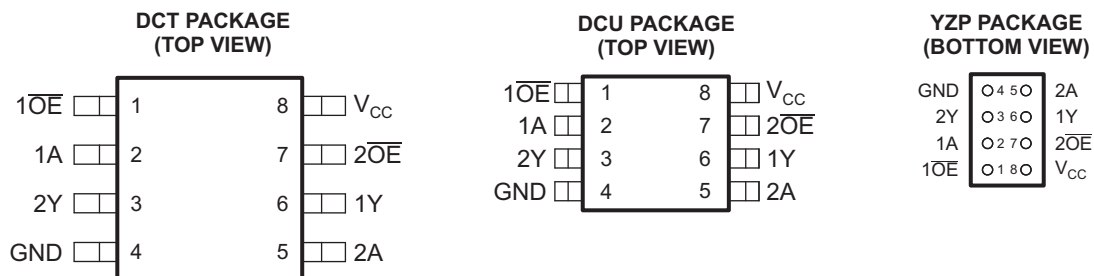 DCT PACKAGE
(TOP VIEW)
1OE 1 8 VCC
1A 2 7 2OE
2Y 3 6 1Y
GND 4 5 2A
DCU PACKAGE
(TOP VIEW)
1OE 1 8 VCC
1A 2 7 2OE
2Y 3 6 1Y
GND 4 5 2A
YZP PACKAGE
(BOTTOM VIEW)
GND 4 5 2A
2Y 3 6 1Y
1A 2 7 2OE
1OE 1 8 VCC